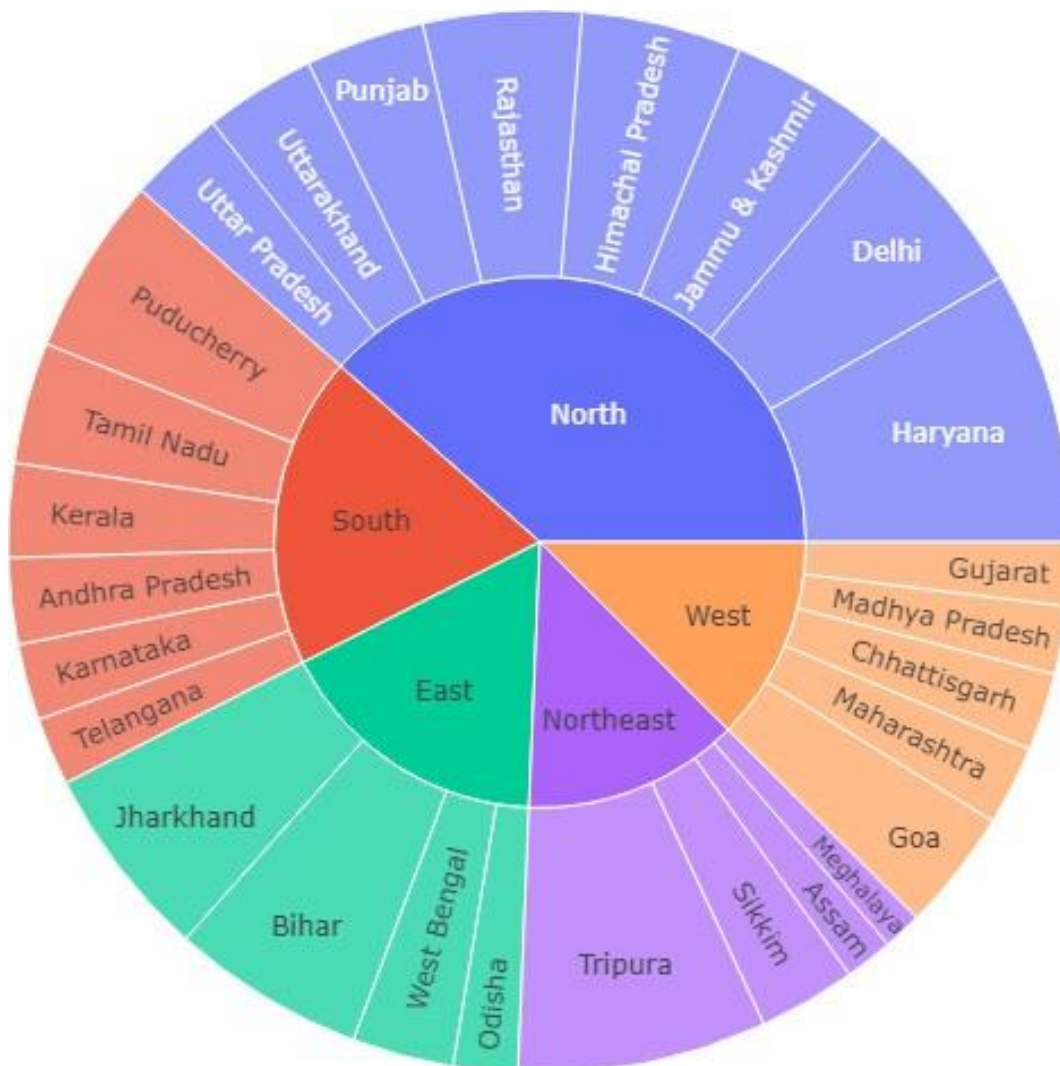 Punjab
Rajasthan
Himachal Pradesh
Jammu & Kashmir
Uttarakhand
Uttar Pradesh
Delhi
Haryana
North
Puducherry
Tamil Nadu
Kerala
South
Andhra Pradesh
Karnataka
Telangana
East
Northeast
West
Gujarat
Madhya Pradesh
Chhattisgarh
Maharashtra
Goa
Jharkhand
Bihar
West Bengal
Odisha
Tripura
Sikkim
Assam
Meghalaya